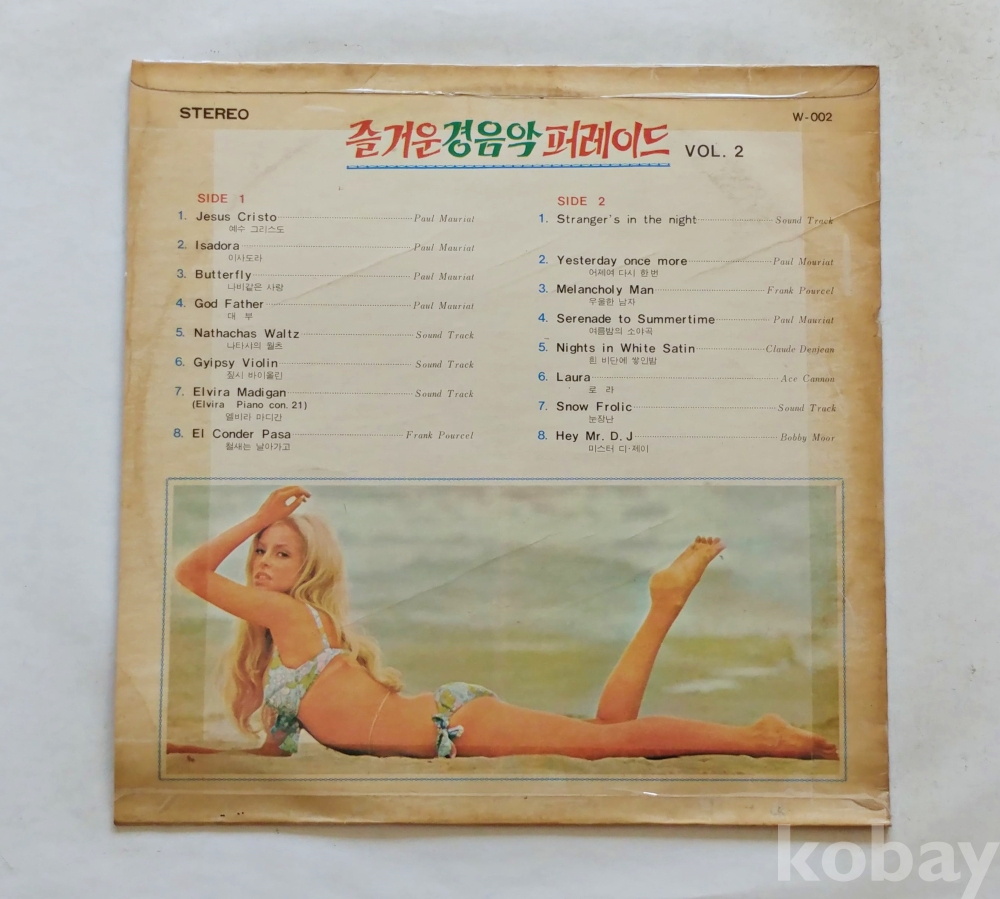 STEREO
W-002
즐거운경음악퍼레이드 VOL. 2
SIDE 1
1. Jesus Cristo Paul Mauriat
예수 그리스도
2. Isadora Paul Mauriat
이사도라
3. Butterfly Paul Mauriat
나비같은 사랑
4. God Father Paul Mauriat
대 부
5. Nathachas Waltz Sound Track
나타샤의 월츠
6. Gyipsy Violin Sound Track
짚시 바이올린
7. Elvira Madigan Sound Track
(Elvira Piano con. 21)
엘비라 마디간
8. El Conder Pasa Frank Pourcel
철새는 날아가고
SIDE 2
1. Stranger's in the night Sound Track
2. Yesterday once more Paul Mouriat
어제여 다시 한번
3. Melancholy Man Frank Pourcel
우울한 남자
4. Serenade to Summertime Paul Mauriat
여름밤의 소야곡
5. Nights in White Satin Claude Denjean
흰 비단에 쌓인밤
6. Laura Ace Cannon
로 라
7. Snow Frolic Sound Track
눈장난
8. Hey Mr. D.J Bobby Moor
미스터 디·제이
kobay